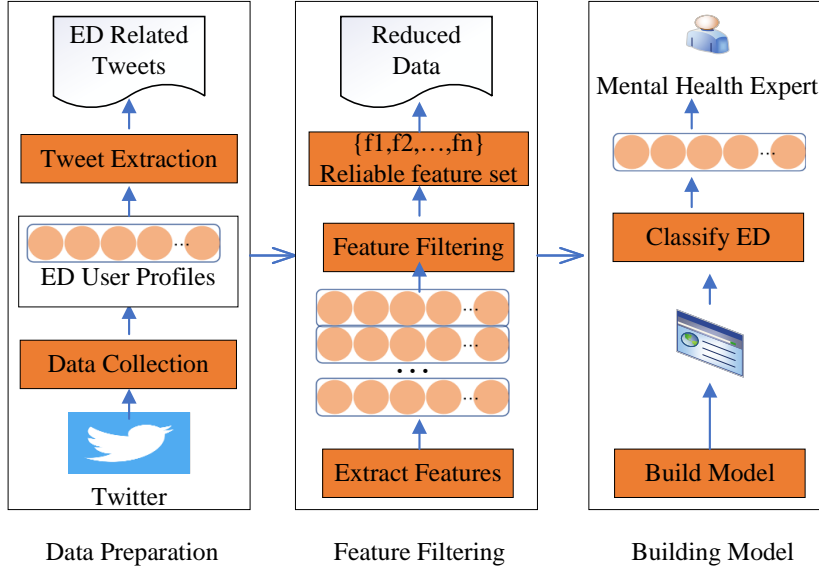 ED Related
Tweets
Tweet Extraction
...
ED User Profiles
Data Collection
Twitter
Data Preparation
Reduced
Data
{f1,f2,...,fn}
Reliable feature set
Feature Filtering
...
...
...
...
Extract Features
Feature Filtering
Mental Health Expert
...
Classify ED
Build Model
Building Model